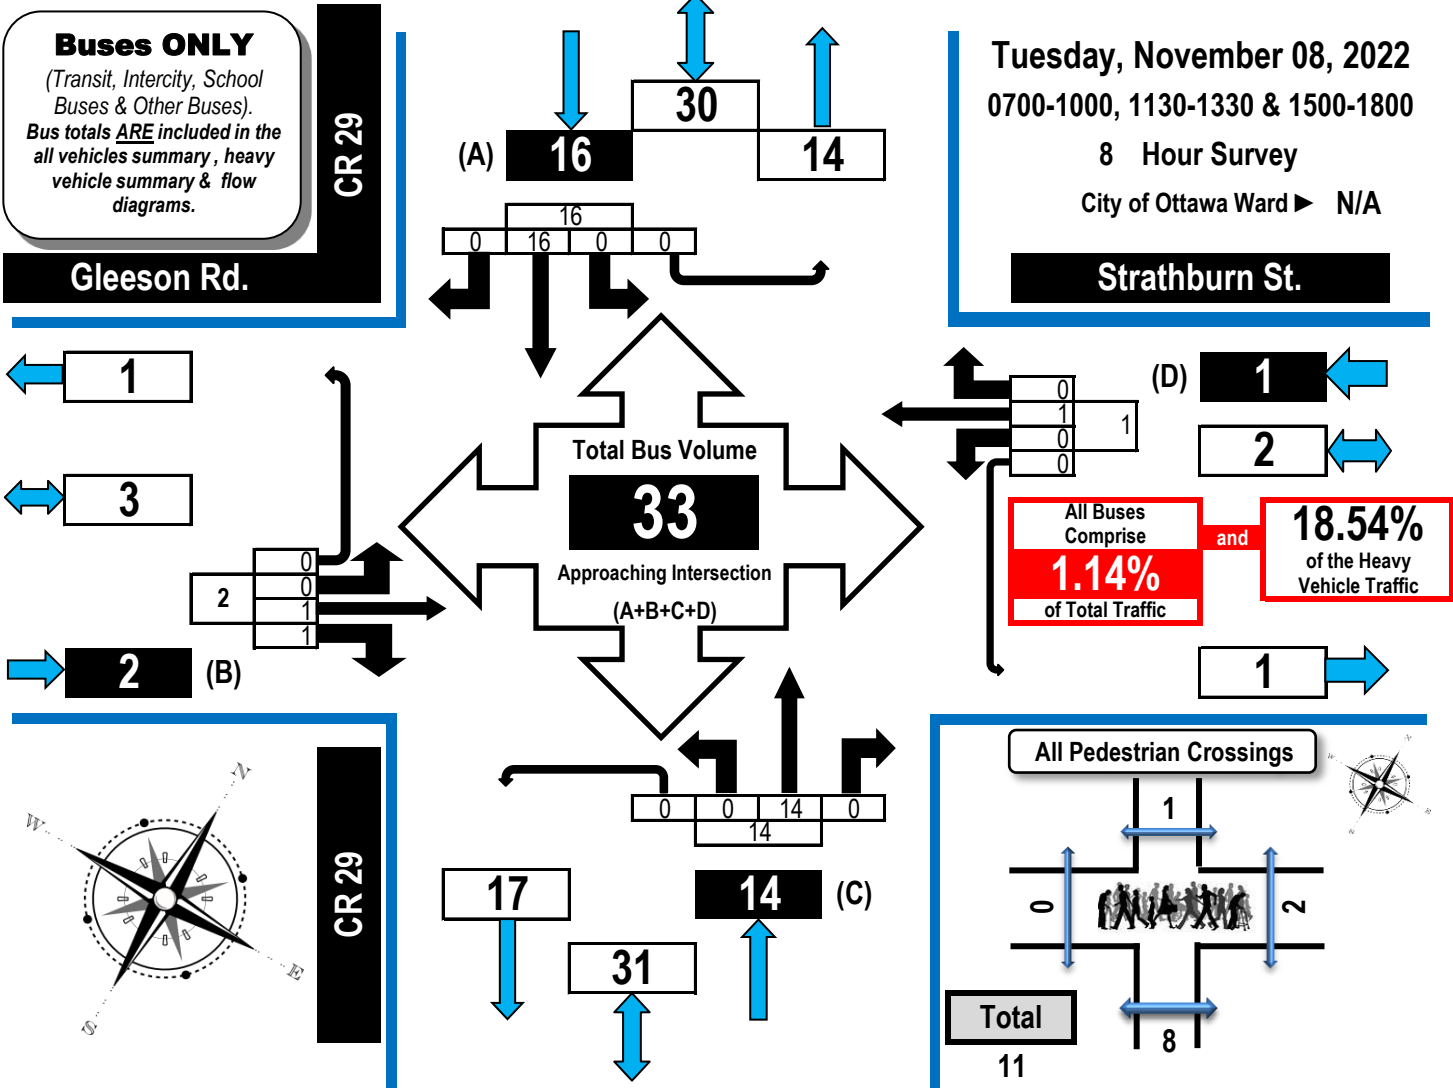 Buses ONLY
(Transit, Intercity, School
Buses & Other Buses).
Bus totals ARE included in the
all vehicles summary , heavy
vehicle summary & flow
diagrams.
CR 29
Gleeson Rd.
30
(A) 16 14
16
0 16 0 0
Tuesday, November 08, 2022
0700-1000, 1130-1330 & 1500-1800
8 Hour Survey
City of Ottawa Ward ► N/A
Strathburn St.
1
3
0
0
2
1
1
2 (B)
Total Bus Volume
33
Approaching Intersection
(A+B+C+D)
(D) 1
0
1
1
0
0
2
All Buses
Comprise
1.14%
of Total Traffic
and
18.54%
of the Heavy
Vehicle Traffic
1
N
W
E
S
CR 29
0 0 14 0
14
17 14 (C)
31
All Pedestrian Crossings
N
W
E
S
1
0 2
8
Total
11